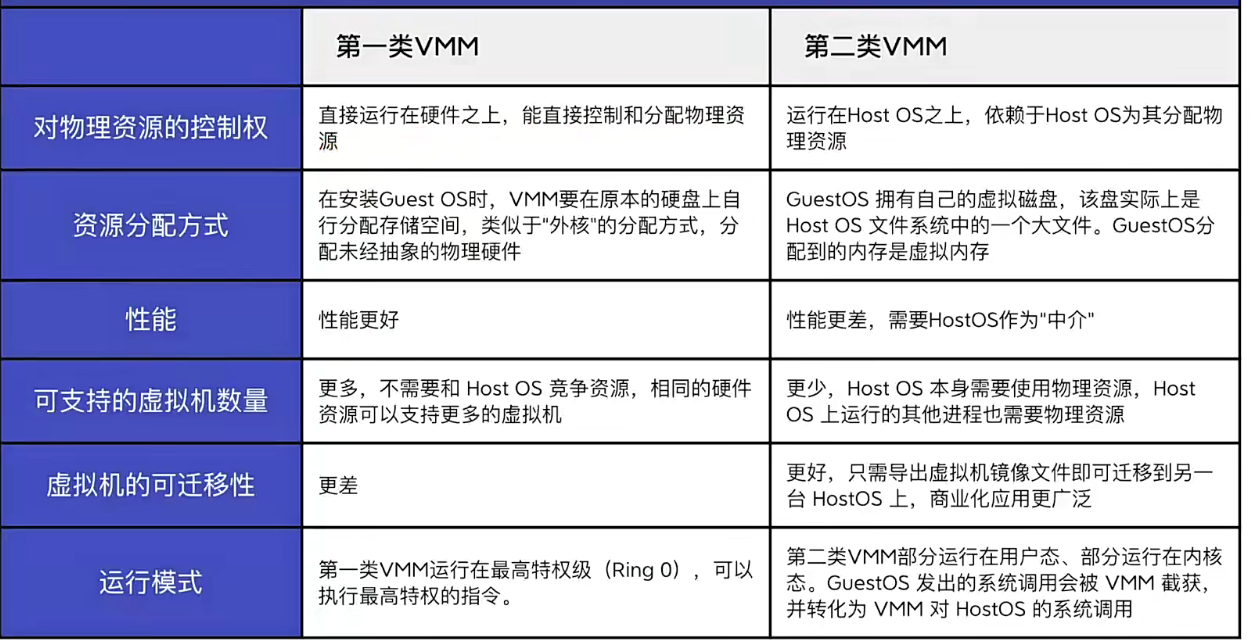 第一类VMM
第二类VMM
对物理资源的控制权
直接运行在硬件之上，能直接控制和分配物理资
源
运行在Host OS之上，依赖于Host OS为其分配物
理资源
资源分配方式
在安装Guest OS时，VMM要在原本的硬盘上自
行分配存储空间，类似于"外核"的分配方式，分
配未经抽象的物理硬件
GuestOS 拥有自己的虚拟磁盘，该盘实际上是
Host OS 文件系统中的一个大文件。GuestOS分
配到的内存是虚拟内存
性能
性能更好
性能更差，需要HostOS作为"中介"
可支持的虚拟机数量
更多，不需要和 Host OS 竞争资源，相同的硬件
资源可以支持更多的虚拟机
更少，Host OS 本身需要使用物理资源，Host
OS 上运行的其他进程也需要物理资源
虚拟机的可迁移性
更差
更好，只需导出虚拟机镜像文件即可迁移到另一
台 HostOS 上，商业化应用更广泛
运行模式
第一类VMM运行在最高特权级（Ring 0），可以
执行最高特权的指令。
第二类VMM部分运行在用户态、部分运行在内核
态。GuestOS 发出的系统调用会被 VMM 截获，
并转化为 VMM 对 HostOS 的系统调用